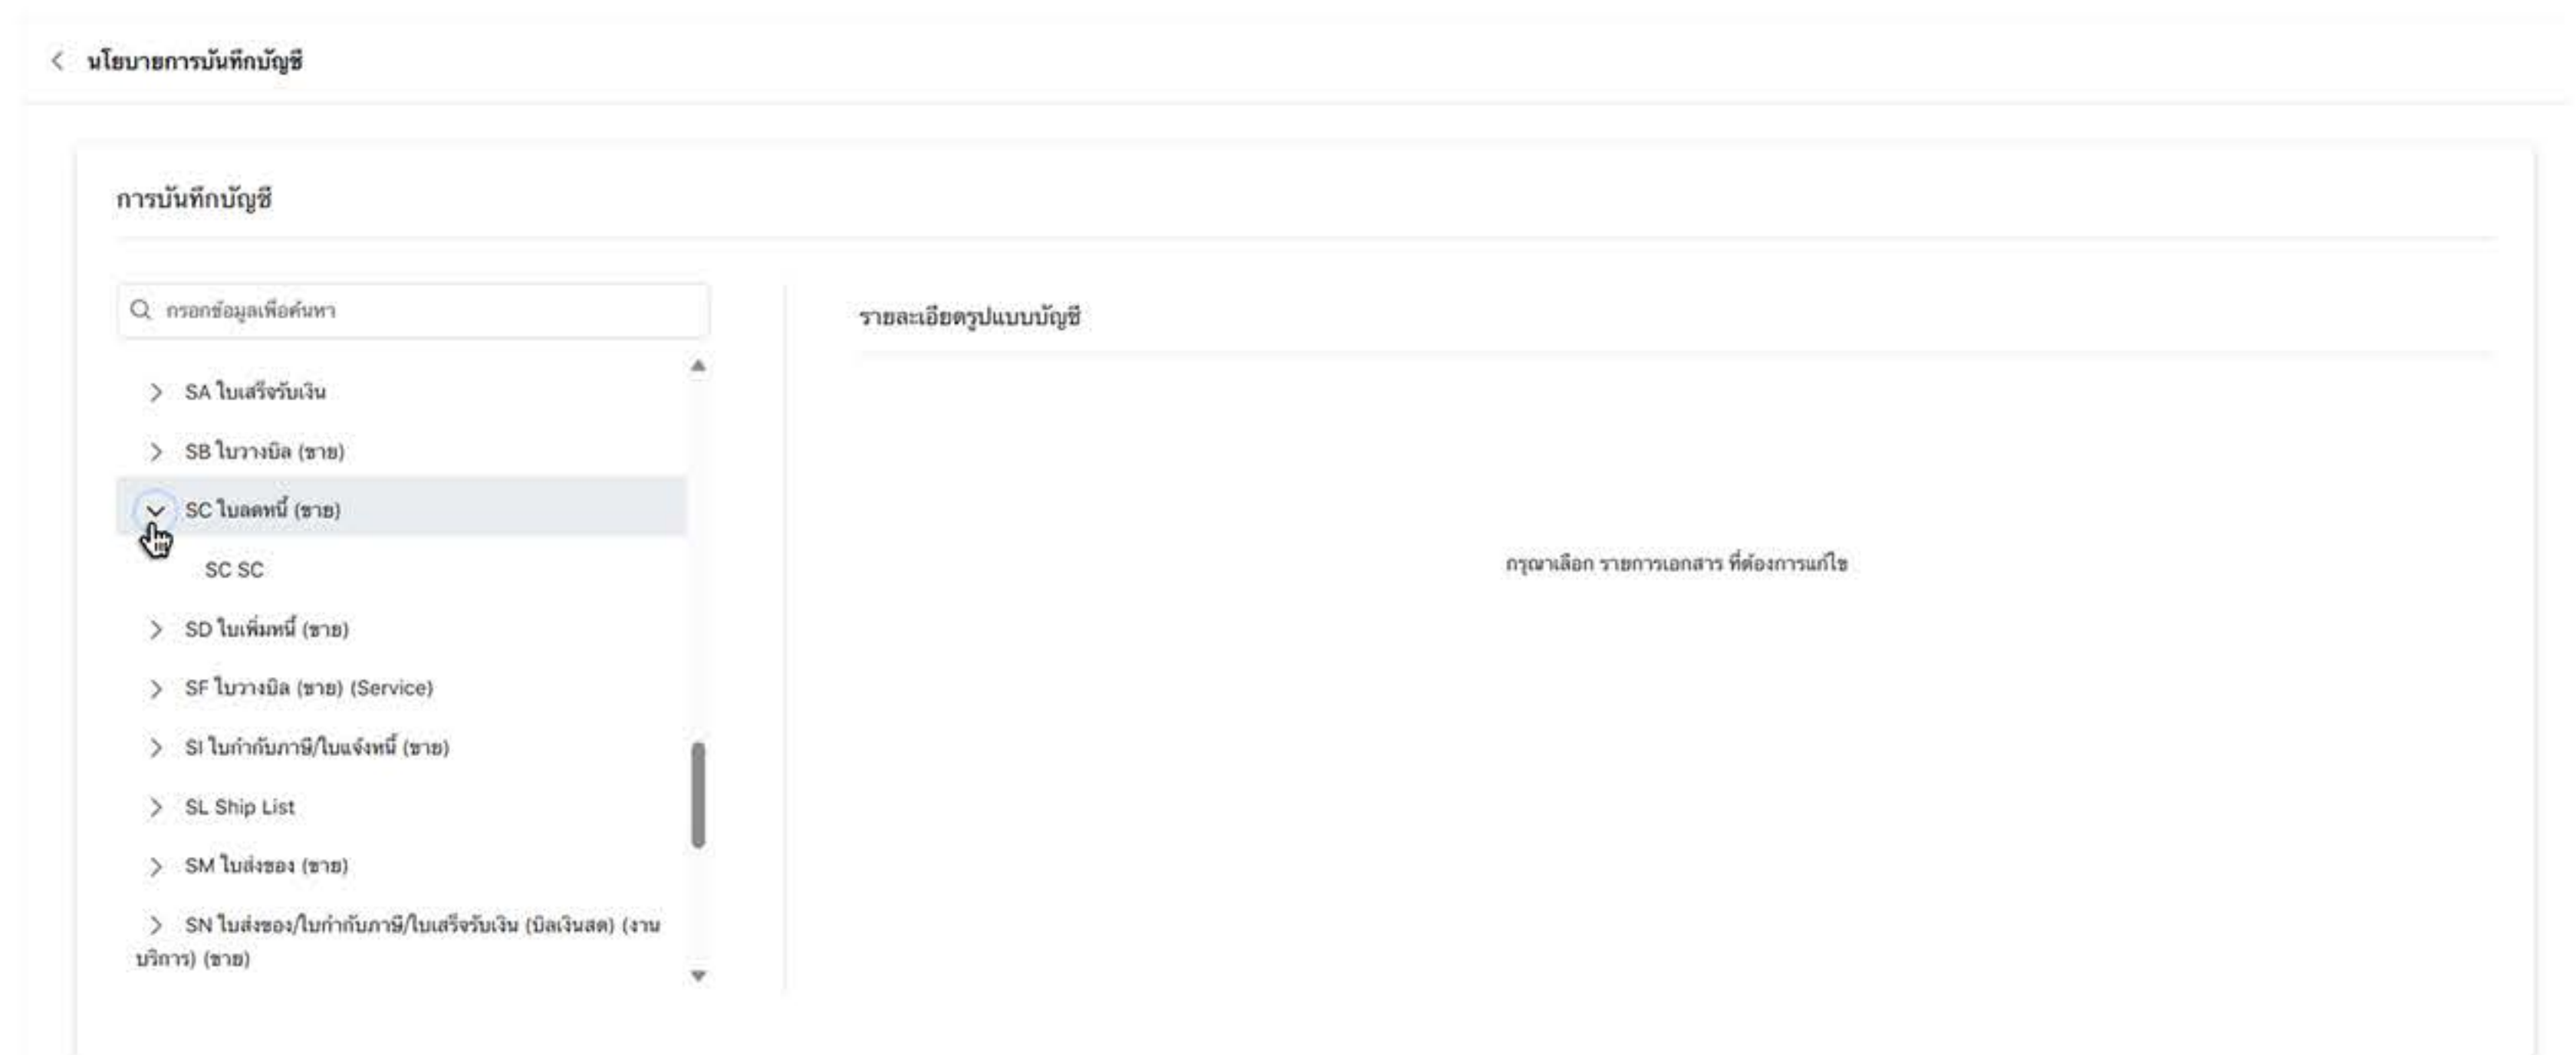 นโยบายการบันทึกบัญชี
การบันทึกบัญชี
กรอกข้อมูลเพื่อค้นหา
SA ใบเสร็จรับเงิน
SB ใบวางบิล (ขาย)
SC ใบลดหนี้ (ขาย)
SC SC
SD ใบเพิ่มหนี้ (ขาย)
SF ใบวางบิล (ขาย) (Service)
SI ใบกำกับภาษี/ใบแจ้งหนี้ (ขาย)
SL Ship List
SM ใบส่งของ (ขาย)
SN ใบส่งของ/ใบกำกับภาษี/ใบเสร็จรับเงิน (บิลเงินสด) (งาน
บริการ) (ขาย)
รายละเอียดรูปแบบบัญชี
กรุณาเลือก รายการเอกสาร ที่ต้องการแก้ไข